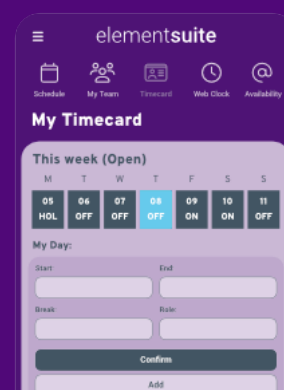 elementsuite
Schedule My Team Timecard Web Clock Availability
My Timecard
This week (Open)
M T W T F S S
05 06 07 08 09 10 11
HOL OFF OFF OFF ON ON OFF
My Day:
Start End
Break: Role:
Confirm
Add